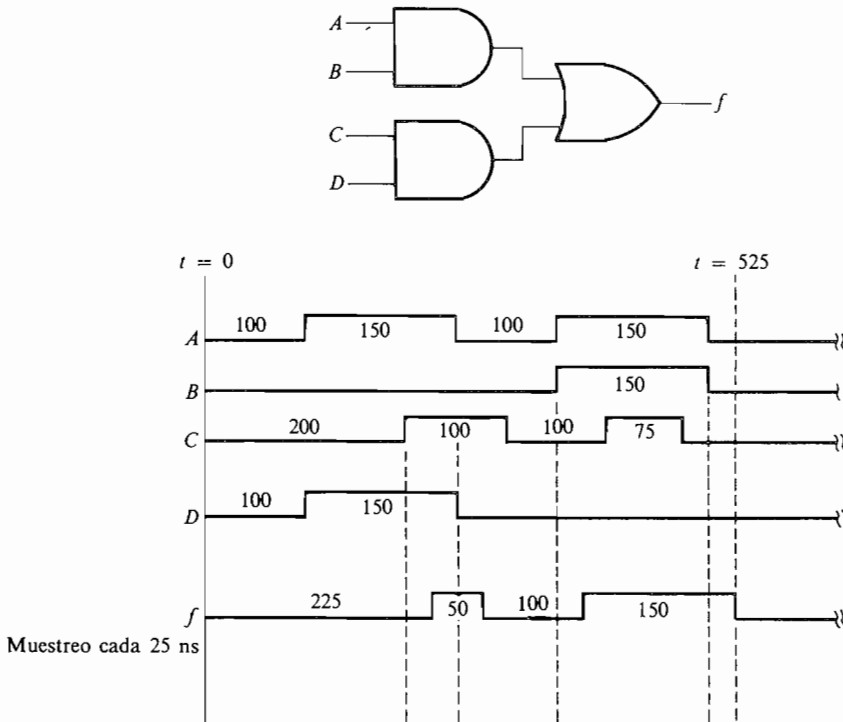 A
B
C
D
f
t = 0
t = 525
A 100 150 100 150
B 150
C 200 100 100 75
D 100 150
f 225 50 100 150
Muestreo cada 25 ns